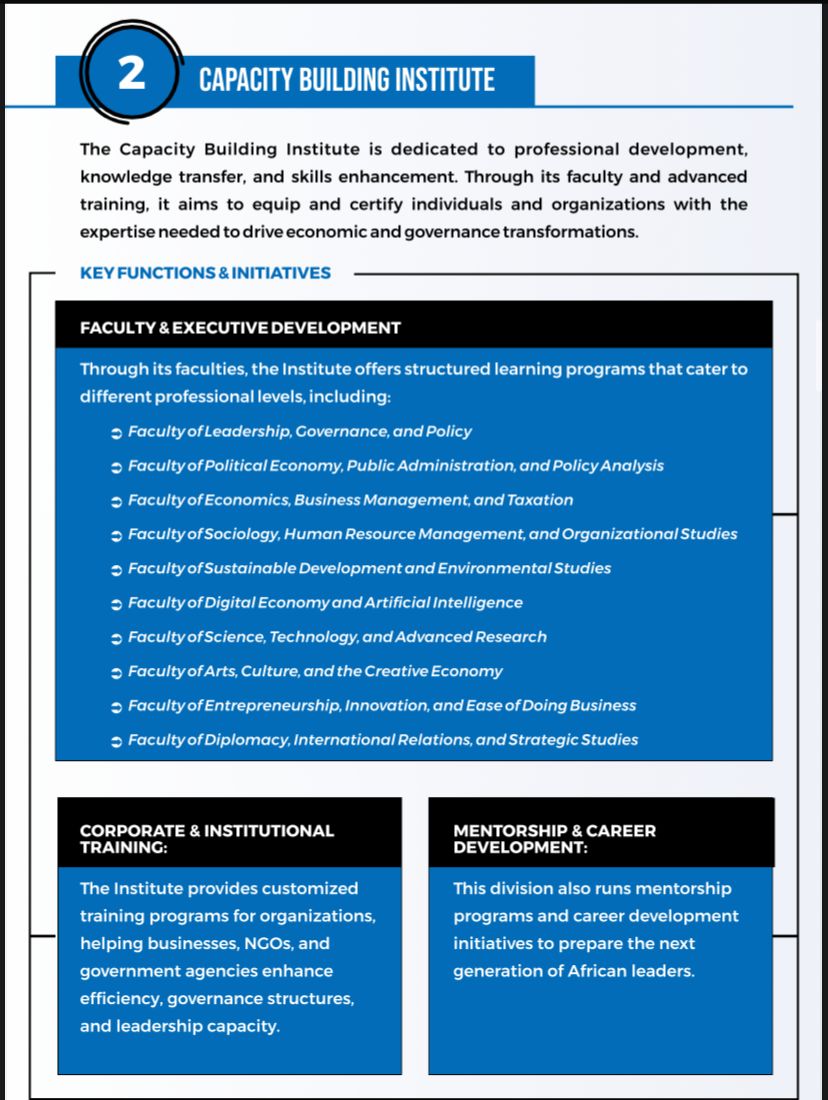 2
CAPACITY BUILDING INSTITUTE
The Capacity Building Institute is dedicated to professional development,
knowledge transfer, and skills enhancement. Through its faculty and advanced
training, it aims to equip and certify individuals and organizations with the
expertise needed to drive economic and governance transformations.
KEY FUNCTIONS & INITIATIVES
FACULTY & EXECUTIVE DEVELOPMENT
Through its faculties, the Institute offers structured learning programs that cater to
different professional levels, including:
➲ Faculty of Leadership, Governance, and Policy
➲ Faculty of Political Economy, Public Administration, and Policy Analysis
➲ Faculty of Economics, Business Management, and Taxation
➲ Faculty of Sociology, Human Resource Management, and Organizational Studies
➲ Faculty of Sustainable Development and Environmental Studies
➲ Faculty of Digital Economy and Artificial Intelligence
➲ Faculty of Science, Technology, and Advanced Research
➲ Faculty of Arts, Culture, and the Creative Economy
➲ Faculty of Entrepreneurship, Innovation, and Ease of Doing Business
➲ Faculty of Diplomacy, International Relations, and Strategic Studies
CORPORATE & INSTITUTIONAL
TRAINING:
The Institute provides customized
training programs for organizations,
helping businesses, NGOs, and
government agencies enhance
efficiency, governance structures,
and leadership capacity.
MENTORSHIP & CAREER
DEVELOPMENT:
This division also runs mentorship
programs and career development
initiatives to prepare the next
generation of African leaders.